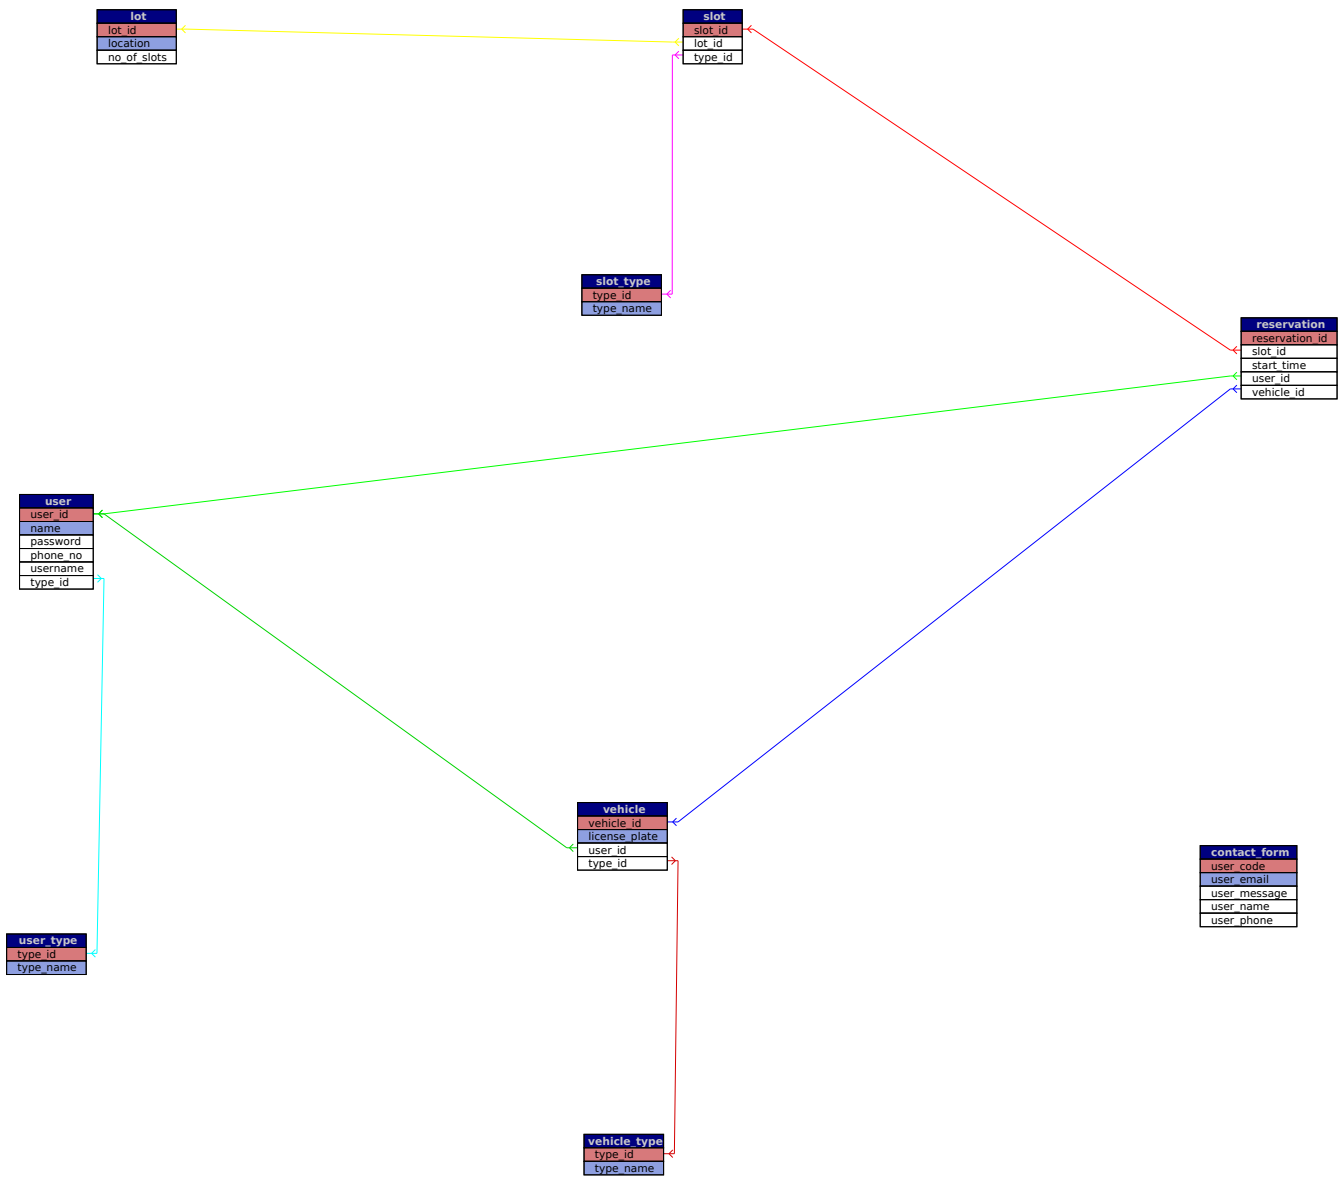 lot
lot_id
location
no_of_slots
slot
slot_id
lot_id
type_id
slot_type
type_id
type_name
reservation
reservation_id
slot_id
start_time
user_id
vehicle_id
user
user_id
name
password
phone_no
username
type_id
vehicle
vehicle_id
license_plate
user_id
type_id
contact_form
user_code
user_email
user_message
user_name
user_phone
user_type
type_id
type_name
vehicle_type
type_id
type_name